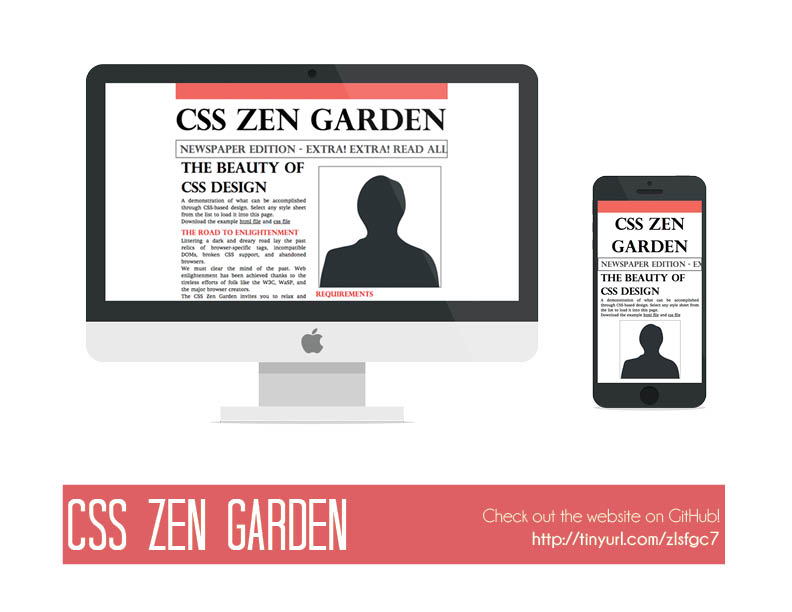 CSS ZEN GARDEN
NEWSPAPER EDITION - EXTRA! EXTRA! READ ALL
THE BEAUTY OF
CSS DESIGN
A demonstration of what can be accomplished
through CSS-based design. Select any style sheet
from the list to load it into this page.
Download the example html file and css file
THE ROAD TO ENLIGHTENMENT
Littering a dark and dreary road lay the past
relics of browser-specific tags, incompatible
DOMs, broken CSS support, and abandoned
browsers.
We must clear the mind of the past. Web
enlightenment has been achieved thanks to the
tireless efforts of folk like the W3C, WaSP, and
the major browser creators.
The CSS Zen Garden invites you to relax and
REQUIREMENTS
CSS ZEN
GARDEN
NEWSPAPER EDITION - EX
THE BEAUTY OF
CSS DESIGN
A demonstration of what can be accomplished
through CSS-based design. Select any style sheet from
the list to load it into this page.
Download the example html file and css file
CSS ZEN GARDEN
Check out the website on GitHub!
http://tinyurl.com/zlsfgc7